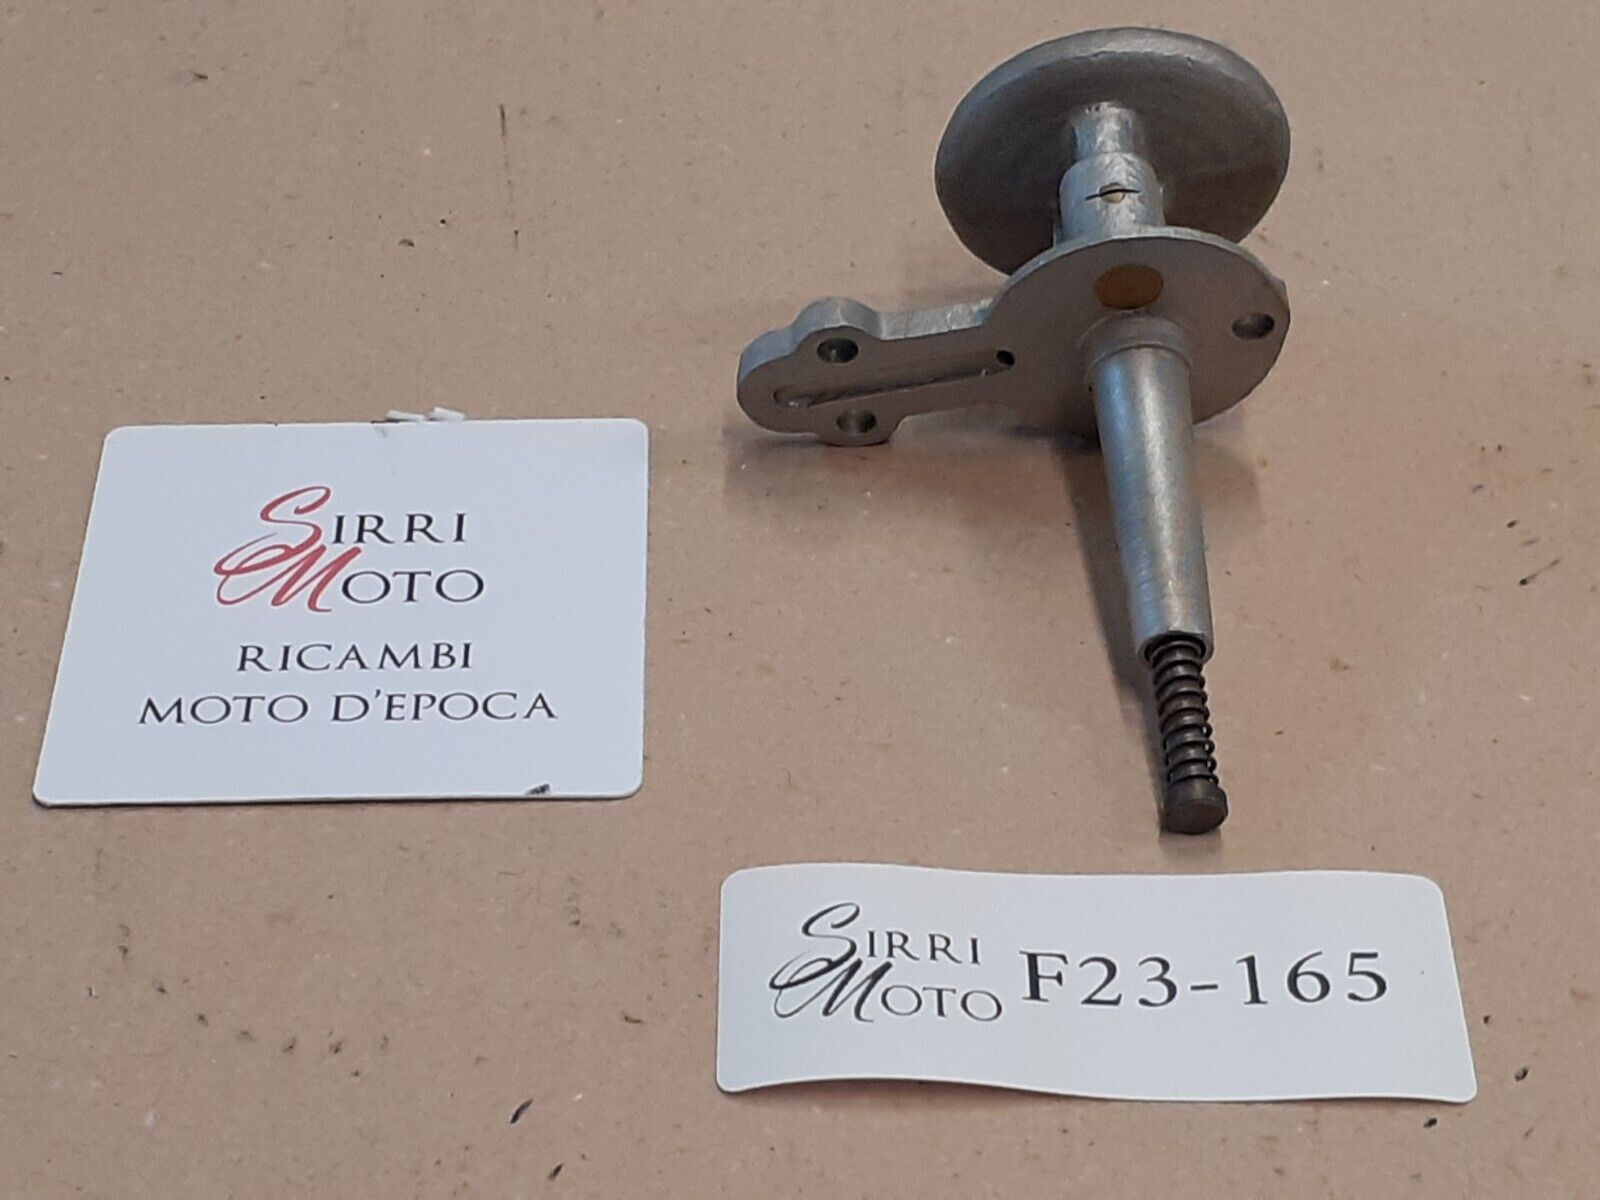 SIRRI
MOTO
RICAMBI
MOTO D'EPOCA
SIRRI
MOTO F23-165